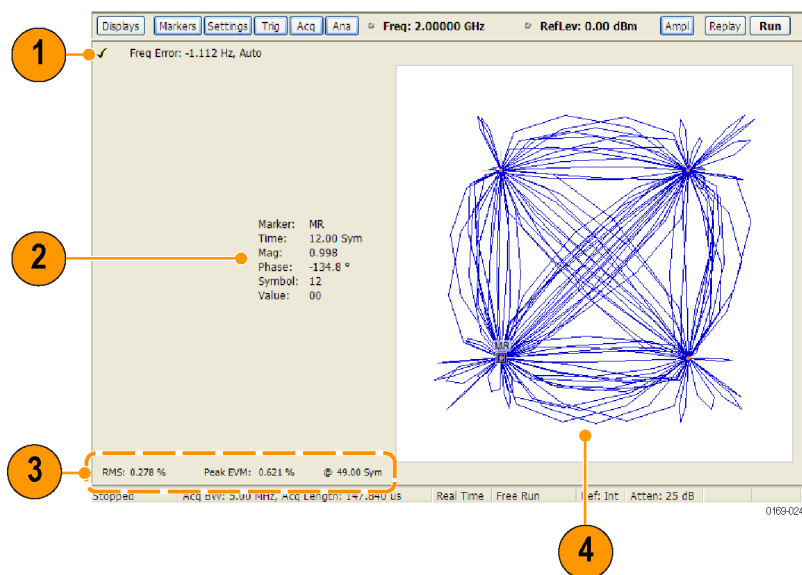 Displays Markers Settings Trig Acq Ana Freq: 2.00000 GHz RefLev: 0.00 dBm Ampl Replay Run
1
✓ Freq Error: -1.112 Hz, Auto
2
Marker: MR
Time: 12.00 Sym
Mag: 0.998
Phase: -134.8 °
Symbol: 12
Value: 00
MR
3
RMS: 0.278 % Peak EVM: 0.621 % @ 49.00 Sym
Stopped Acq BW: 5.00 MHz, Acq Length: 147.840 us Real Time Free Run Ref: Int Atten: 25 dB
0169-024
4